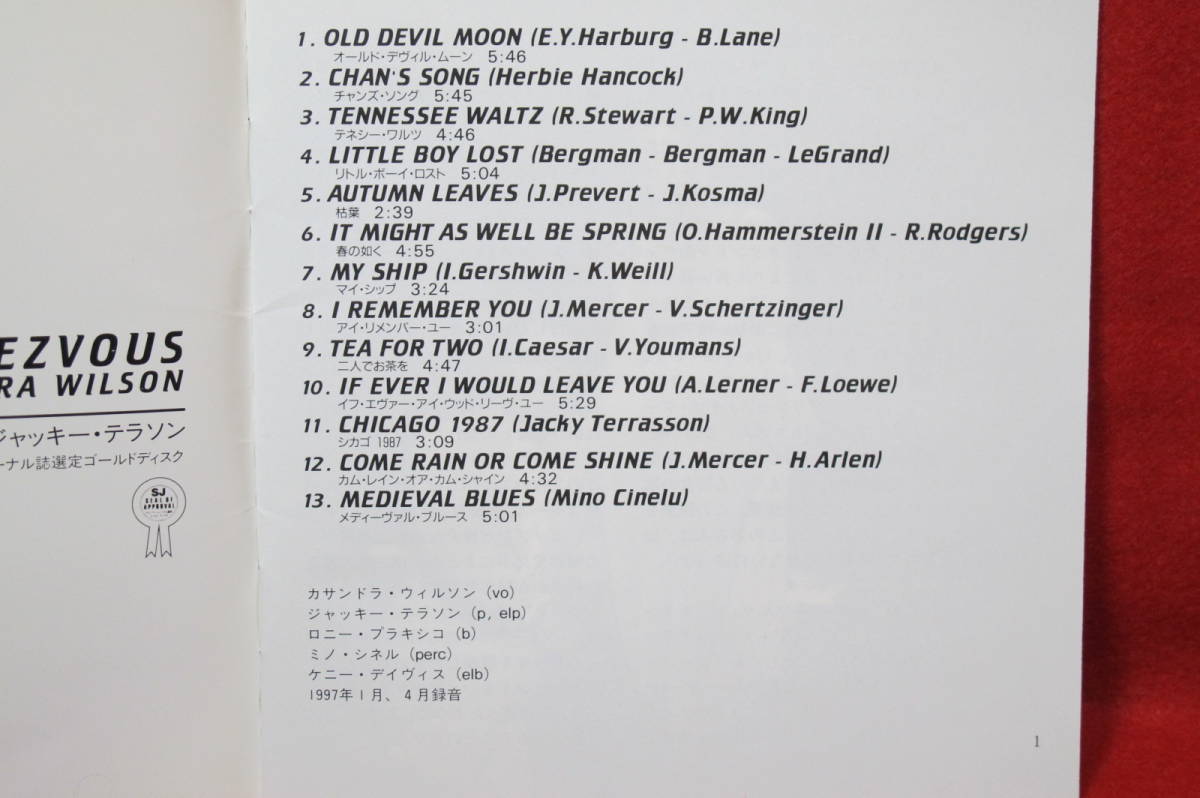 EZVOUS
RA WILSON
ジャッキー・テラソン
ーナル誌選定ゴールドディスク
SJ
SEAL OF
APPROVAL
1. OLD DEVIL MOON (E.Y.Harburg - B.Lane)
オールド・デヴィル・ムーン 5:46
2. CHAN'S SONG (Herbie Hancock)
チャンズ・ソング 5:45
3. TENNESSEE WALTZ (R.Stewart - P.W.King)
テネシー・ワルツ 4:46
4. LITTLE BOY LOST (Bergman - Bergman - LeGrand)
リトル・ボーイ・ロスト 5:04
5. AUTUMN LEAVES (J.Prevert - J.Kosma)
枯葉 2:39
6. IT MIGHT AS WELL BE SPRING (O.Hammerstein II - R.Rodgers)
春の如く 4:55
7. MY SHIP (I.Gershwin - K.Weill)
マイ・シップ 3:24
8. I REMEMBER YOU (J.Mercer - V.Schertzinger)
アイ・リメンバー・ユー 3:01
9. TEA FOR TWO (I.Caesar - V.Youmans)
二人でお茶を 4:47
10. IF EVER I WOULD LEAVE YOU (A.Lerner - F.Loewe)
イフ・エヴァー・アイ・ウッド・リーヴ・ユー 5:29
11. CHICAGO 1987 (Jacky Terrasson)
シカゴ 1987 3:09
12. COME RAIN OR COME SHINE (J.Mercer - H.Arlen)
カム・レイン・オア・カム・シャイン 4:32
13. MEDIEVAL BLUES (Mino Cinelu)
メディーヴァル・ブルース 5:01
カサンドラ・ウィルソン (vo)
ジャッキー・テラソン (p, elp)
ロニー・プラキシコ (b)
ミノ・シネル (perc)
ケニー・デイヴィス (elb)
1997年1月、4月録音
1